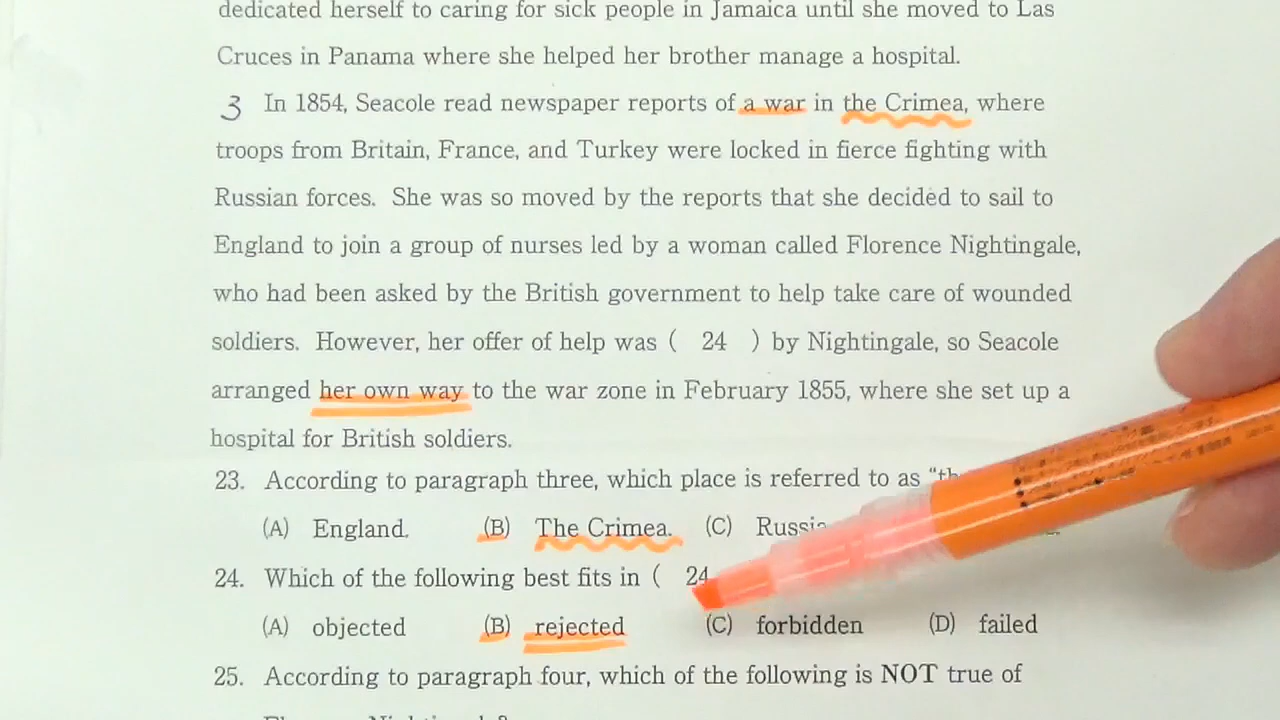 dedicated herself to caring for sick people in Jamaica until she moved to Las
Cruces in Panama where she helped her brother manage a hospital.
3 In 1854, Seacole read newspaper reports of a war in the Crimea, where
troops from Britain, France, and Turkey were locked in fierce fighting with
Russian forces. She was so moved by the reports that she decided to sail to
England to join a group of nurses led by a woman called Florence Nightingale,
who had been asked by the British government to help take care of wounded
soldiers. However, her offer of help was ( 24 ) by Nightingale, so Seacole
arranged her own way to the war zone in February 1855, where she set up a
hospital for British soldiers.
23. According to paragraph three, which place is referred to as “th
(A) England. (B) The Crimea. (C) Russia
24. Which of the following best fits in ( 24
(A) objected (B) rejected (C) forbidden (D) failed
25. According to paragraph four, which of the following is NOT true of